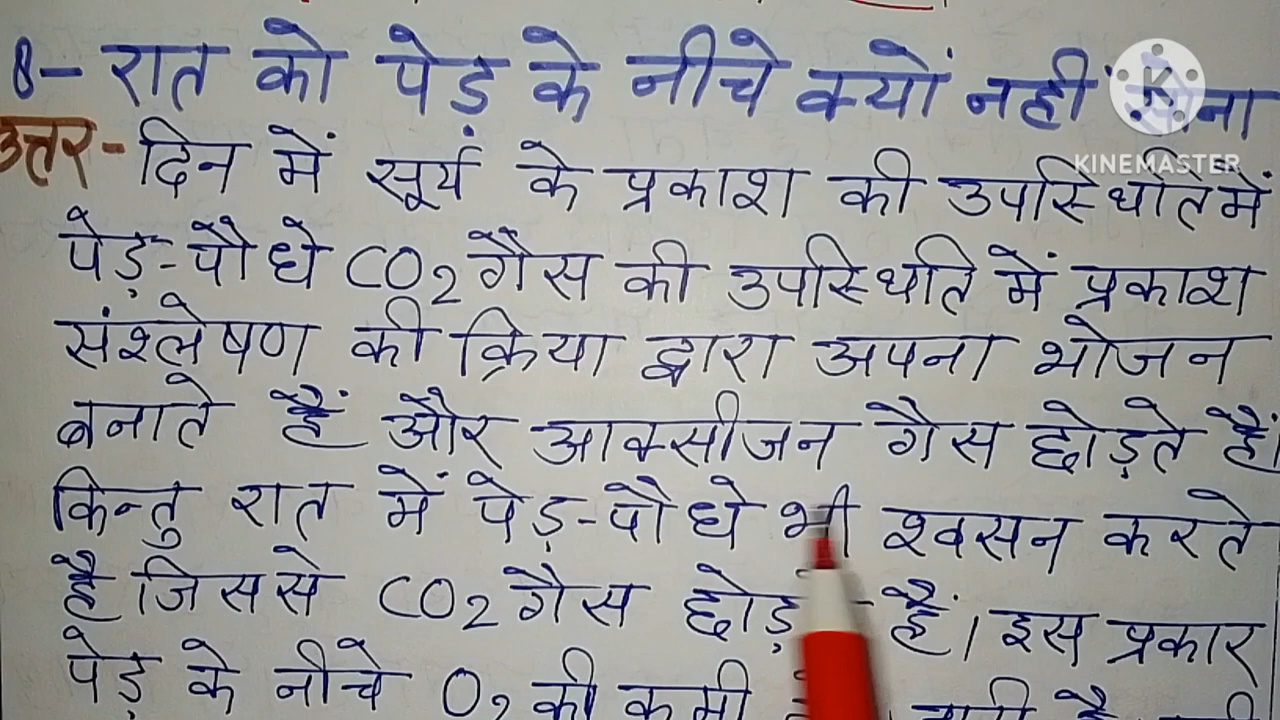 8- रात को पेड़ के नीचे क्यों नहीं
KINEMASTER
उत्तर- दिन में सूर्य के प्रकाश की उपस्थिति में
पेड़-पौधे CO₂ गैस की उपस्थिति में प्रकाश
संश्लेषण की क्रिया द्वारा अपना भोजन
बनाते हैं और आक्सीजन गैस छोड़ते हैं।
किन्तु रात में पेड़-पौधे भी श्वसन करते
है जिससे CO₂ गैस हैं। इस प्रकार
पेड़ के नीचे O₂ की कमी